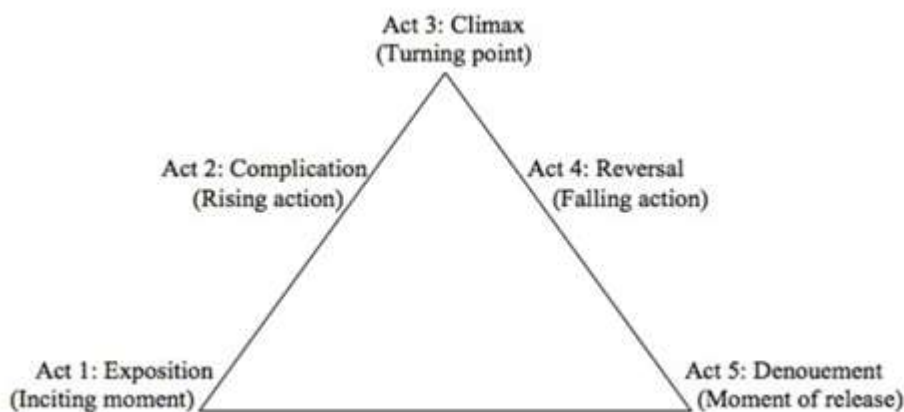 Act 3: Climax
(Turning point)
Act 2: Complication
(Rising action)
Act 4: Reversal
(Falling action)
Act 1: Exposition
(Inciting moment)
Act 5: Denouement
(Moment of release)